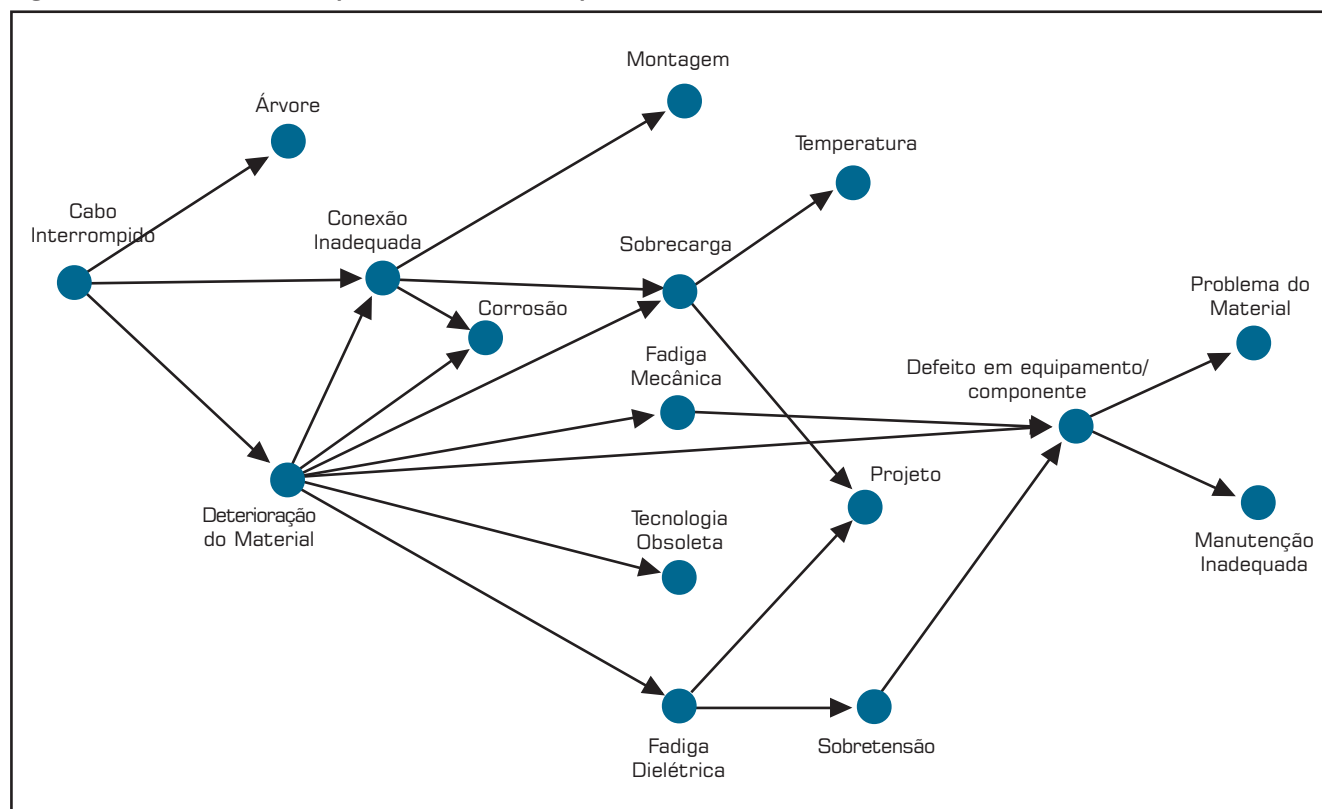 Montagem
Árvore
Temperatura
Cabo
Interrompido
Conexão
Inadequada
Sobrecarga
Corrosão
Problema do
Material
Fadiga
Mecânica
Defeito em equipamento/
componente
Projeto
Deterioração
do Material
Tecnologia
Obsoleta
Manutenção
Inadequada
Fadiga
Dielétrica
Sobretensão